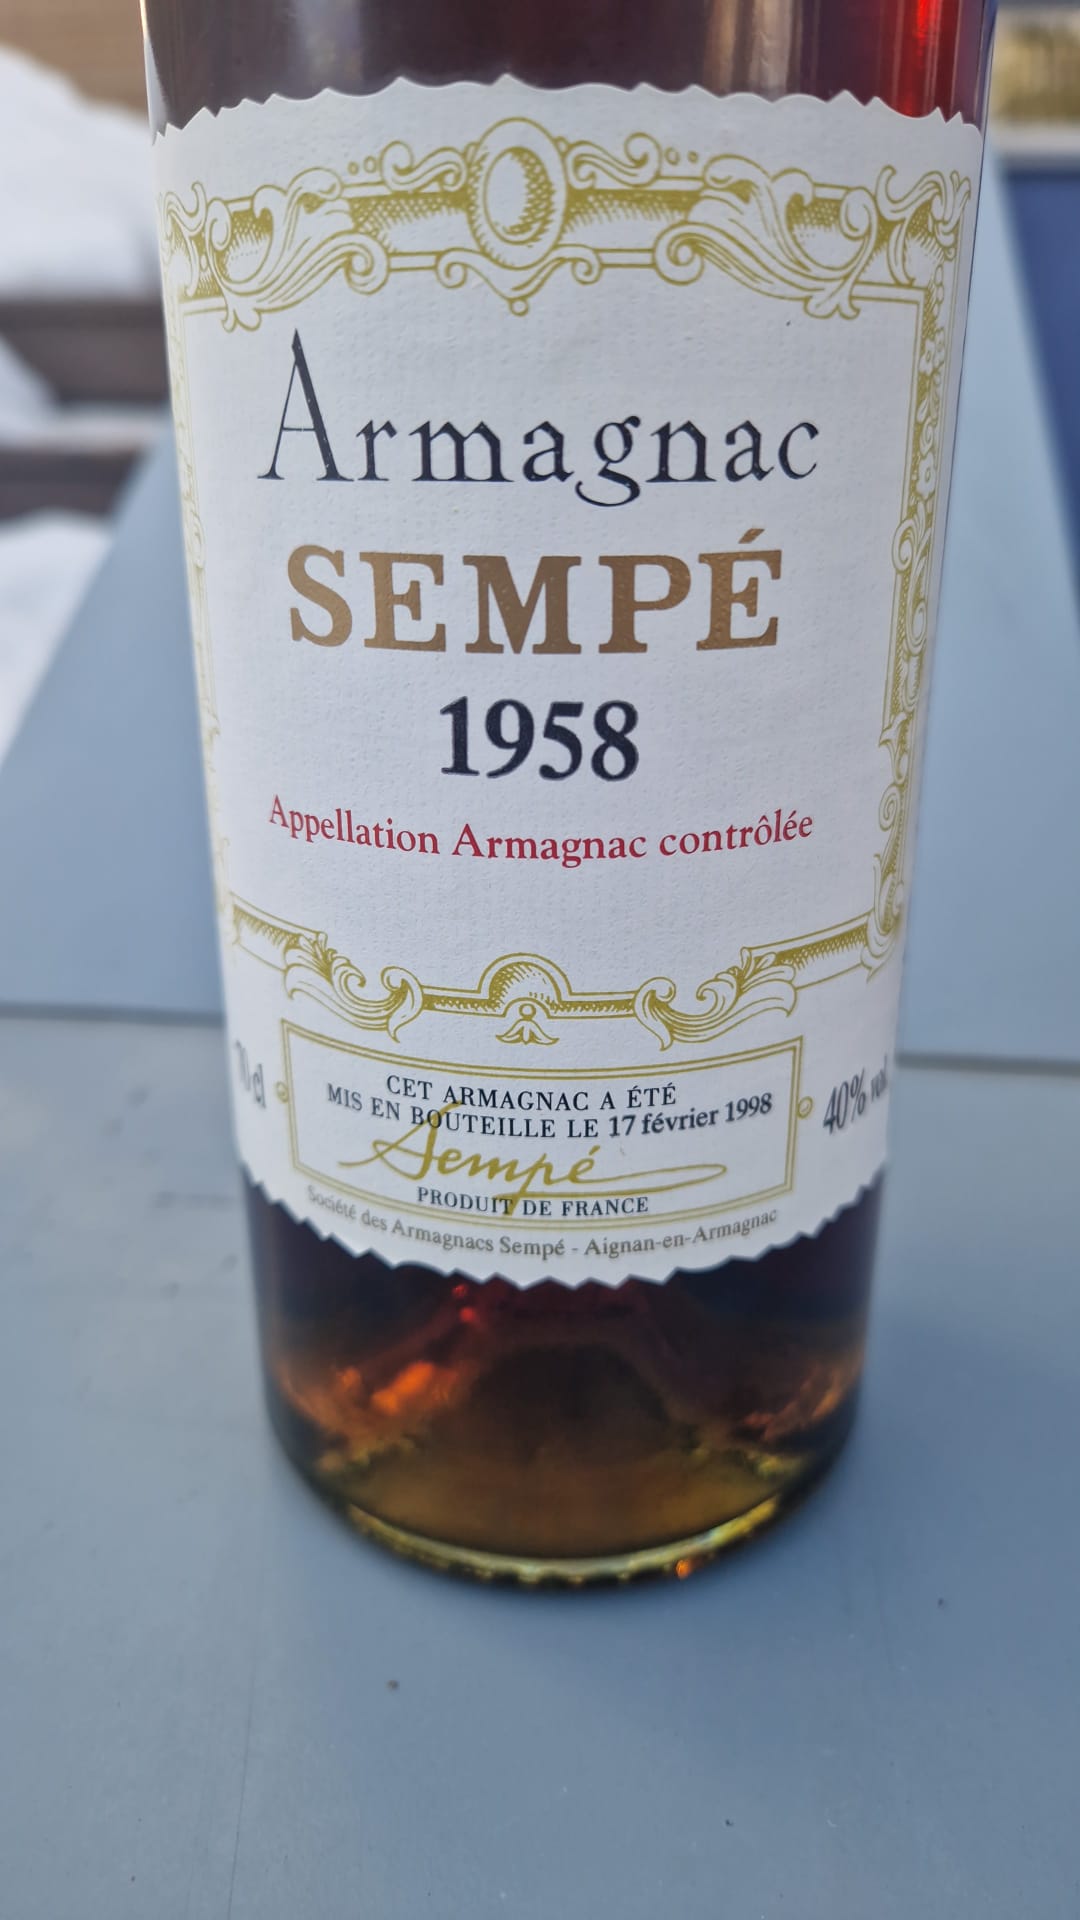 Armagnac
SEMPÉ
1958
Appellation Armagnac contrôlée
CET ARMAGNAC A ÉTÉ
MIS EN BOUTEILLE LE 17 février 1998
Sempé
PRODUIT DE FRANCE
70 cl
40% vol.
Société des Armagnacs Sempé - Aignan-en-Armagnac